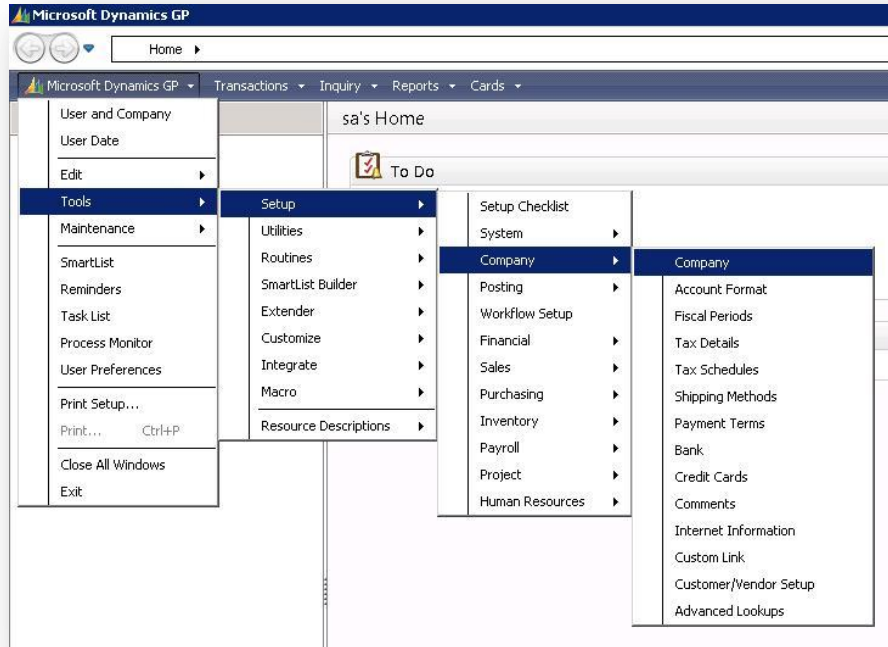 Microsoft Dynamics GP
Home
Microsoft Dynamics GP Transactions Inquiry Reports Cards
sa's Home
To Do
User and Company
User Date
Edit
Tools
Maintenance
SmartList
Reminders
Task List
Process Monitor
User Preferences
Print Setup...
Print... Ctrl+P
Close All Windows
Exit
Setup
Utilities
Routines
SmartList Builder
Extender
Customize
Integrate
Macro
Resource Descriptions
Setup Checklist
System
Company
Posting
Workflow Setup
Financial
Sales
Purchasing
Inventory
Payroll
Project
Human Resources
Company
Account Format
Fiscal Periods
Tax Details
Tax Schedules
Shipping Methods
Payment Terms
Bank
Credit Cards
Comments
Internet Information
Custom Link
Customer/Vendor Setup
Advanced Lookups